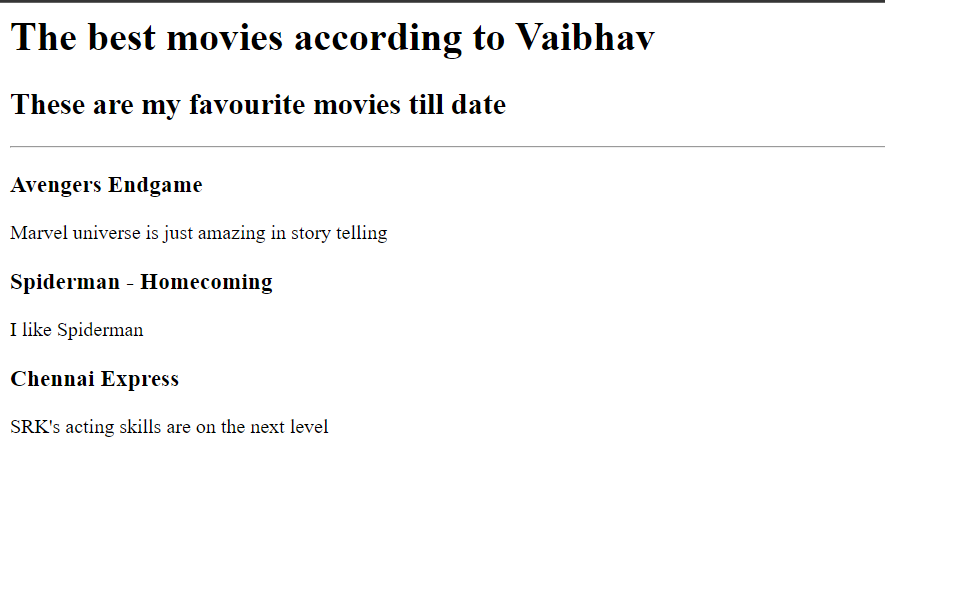 The best movies according to Vaibhav
These are my favourite movies till date
Avengers Endgame
Marvel universe is just amazing in story telling
Spiderman - Homecoming
I like Spiderman
Chennai Express
SRK's acting skills are on the next level